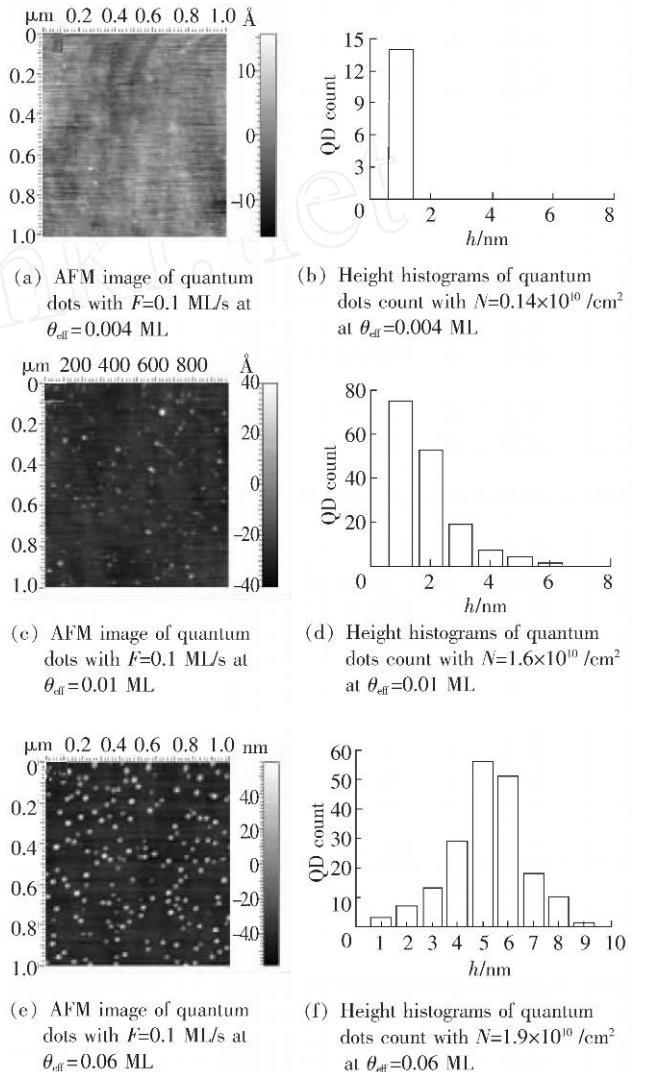 μm 0.2 0.4 0.6 0.8 1.0 Å
0
0.2
0.4
0.6
0.8
1.0
10
0
−10
15
12
9
6
3
0
QD count
2 4 6 8
h/nm
(a) AFM image of quantum
dots with F=0.1 ML/s at
θeff=0.004 ML
(b) Height histograms of quantum
dots count with N=0.14×10¹⁰ /cm²
at θeff=0.004 ML
μm 200 400 600 800 Å
0
0.2
0.4
0.6
0.8
1.0
40
20
0
−20
−40
80
60
40
20
0
QD count
2 4 6 8
h/nm
(c) AFM image of quantum
dots with F=0.1 ML/s at
θeff=0.01 ML
(d) Height histograms of quantum
dots count with N=1.6×10¹⁰ /cm²
at θeff=0.01 ML
μm 0.2 0.4 0.6 0.8 1.0 nm
0
0.2
0.4
0.6
0.8
1.0
4.0
2.0
0
−2.0
−4.0
60
50
40
30
20
10
0
QD count
1 2 3 4 5 6 7 8 9 10
h/nm
(e) AFM image of quantum
dots with F=0.1 ML/s at
θeff=0.06 ML
(f) Height histograms of quantum
dots count with N=1.9×10¹⁰ /cm²
at θeff=0.06 ML